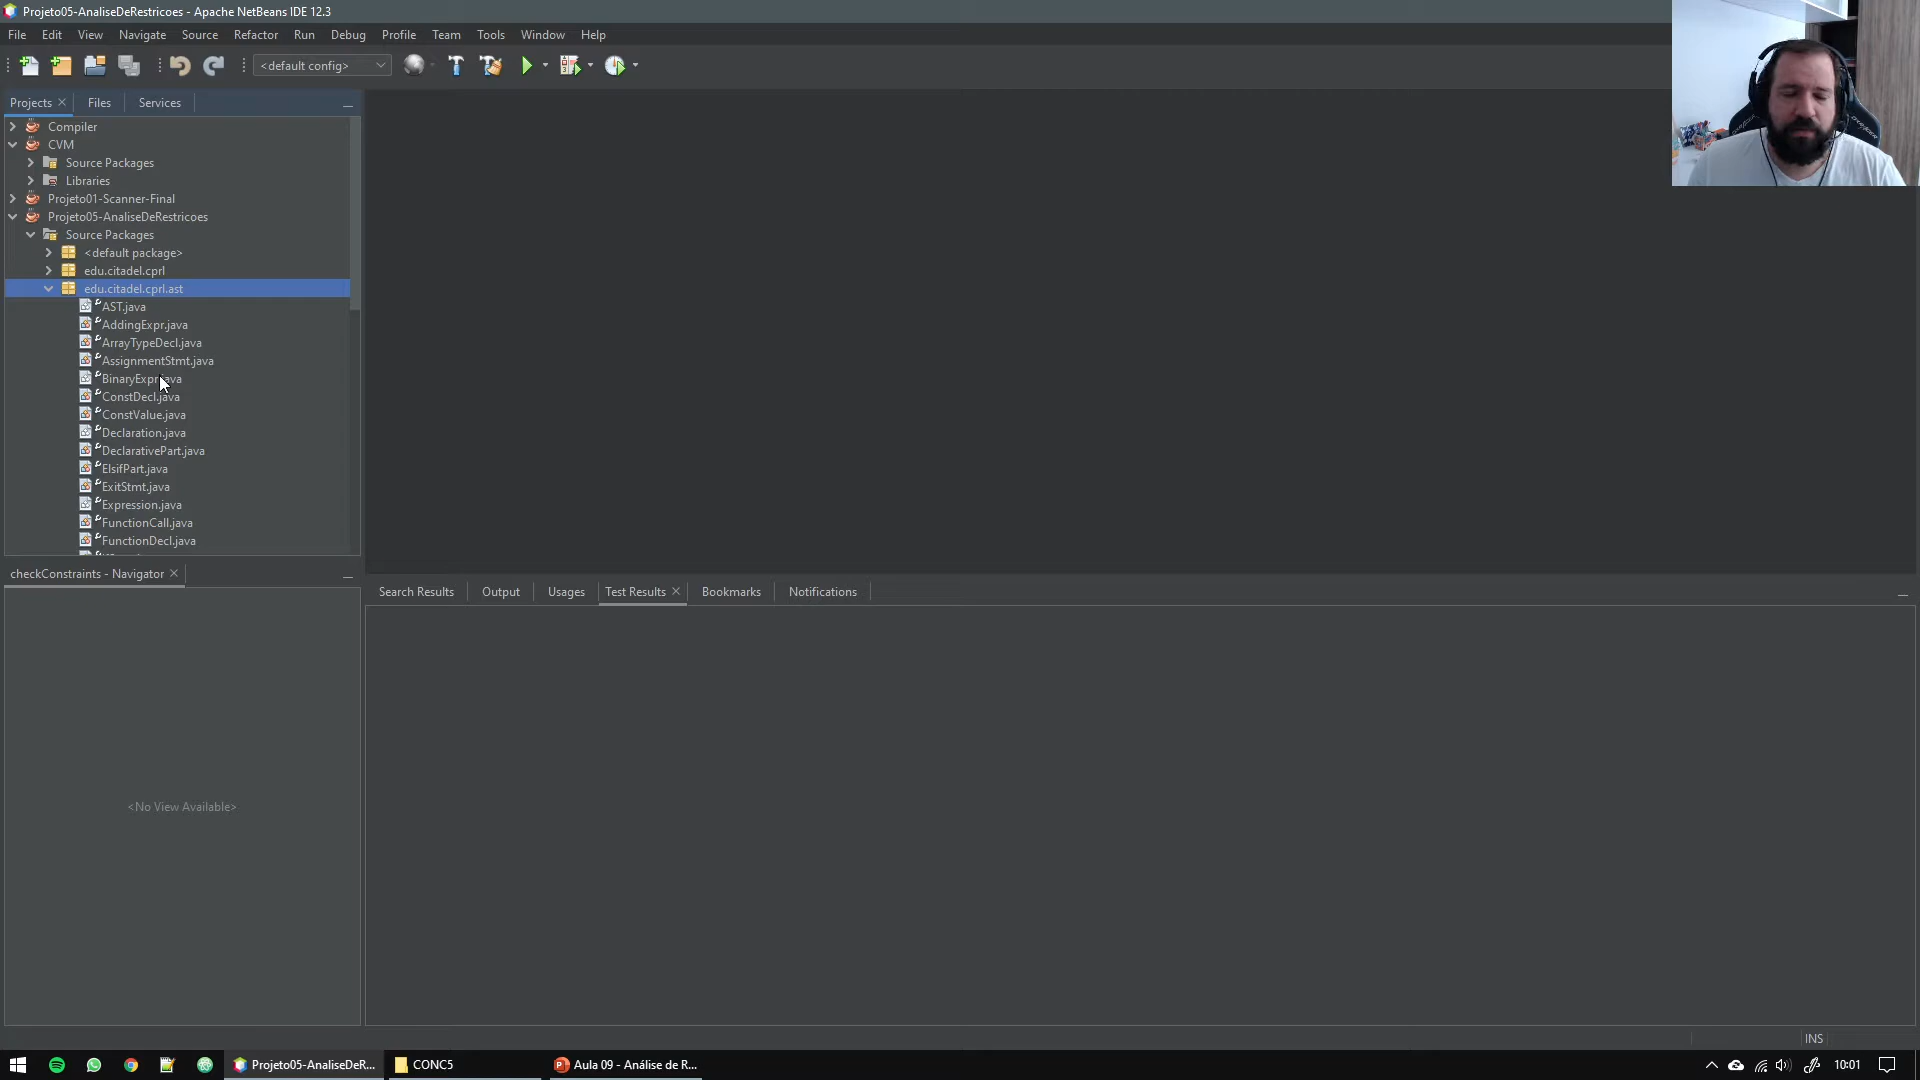 Projeto05-AnaliseDeRestricoes - Apache NetBeans IDE 12.3
File Edit View Navigate Source Refactor Run Debug Profile Team Tools Window Help
<default config>
Projects Files Services
Compiler
CVM
Source Packages
Libraries
Projeto01-Scanner-Final
Projeto05-AnaliseDeRestricoes
Source Packages
<default package>
edu.citadel.cprl
edu.citadel.cprl.ast
AST.java
AddingExpr.java
ArrayTypeDecl.java
AssignmentStmt.java
BinaryExpr.java
ConstDecl.java
ConstValue.java
Declaration.java
DeclarativePart.java
ElsifPart.java
ExitStmt.java
Expression.java
FunctionCall.java
FunctionDecl.java
checkConstraints - Navigator
<No View Available>
Search Results Output Usages Test Results Bookmarks Notifications
INS
Projeto05-AnaliseDeR... CONC5 Aula 09 - Análise de R... 10:01